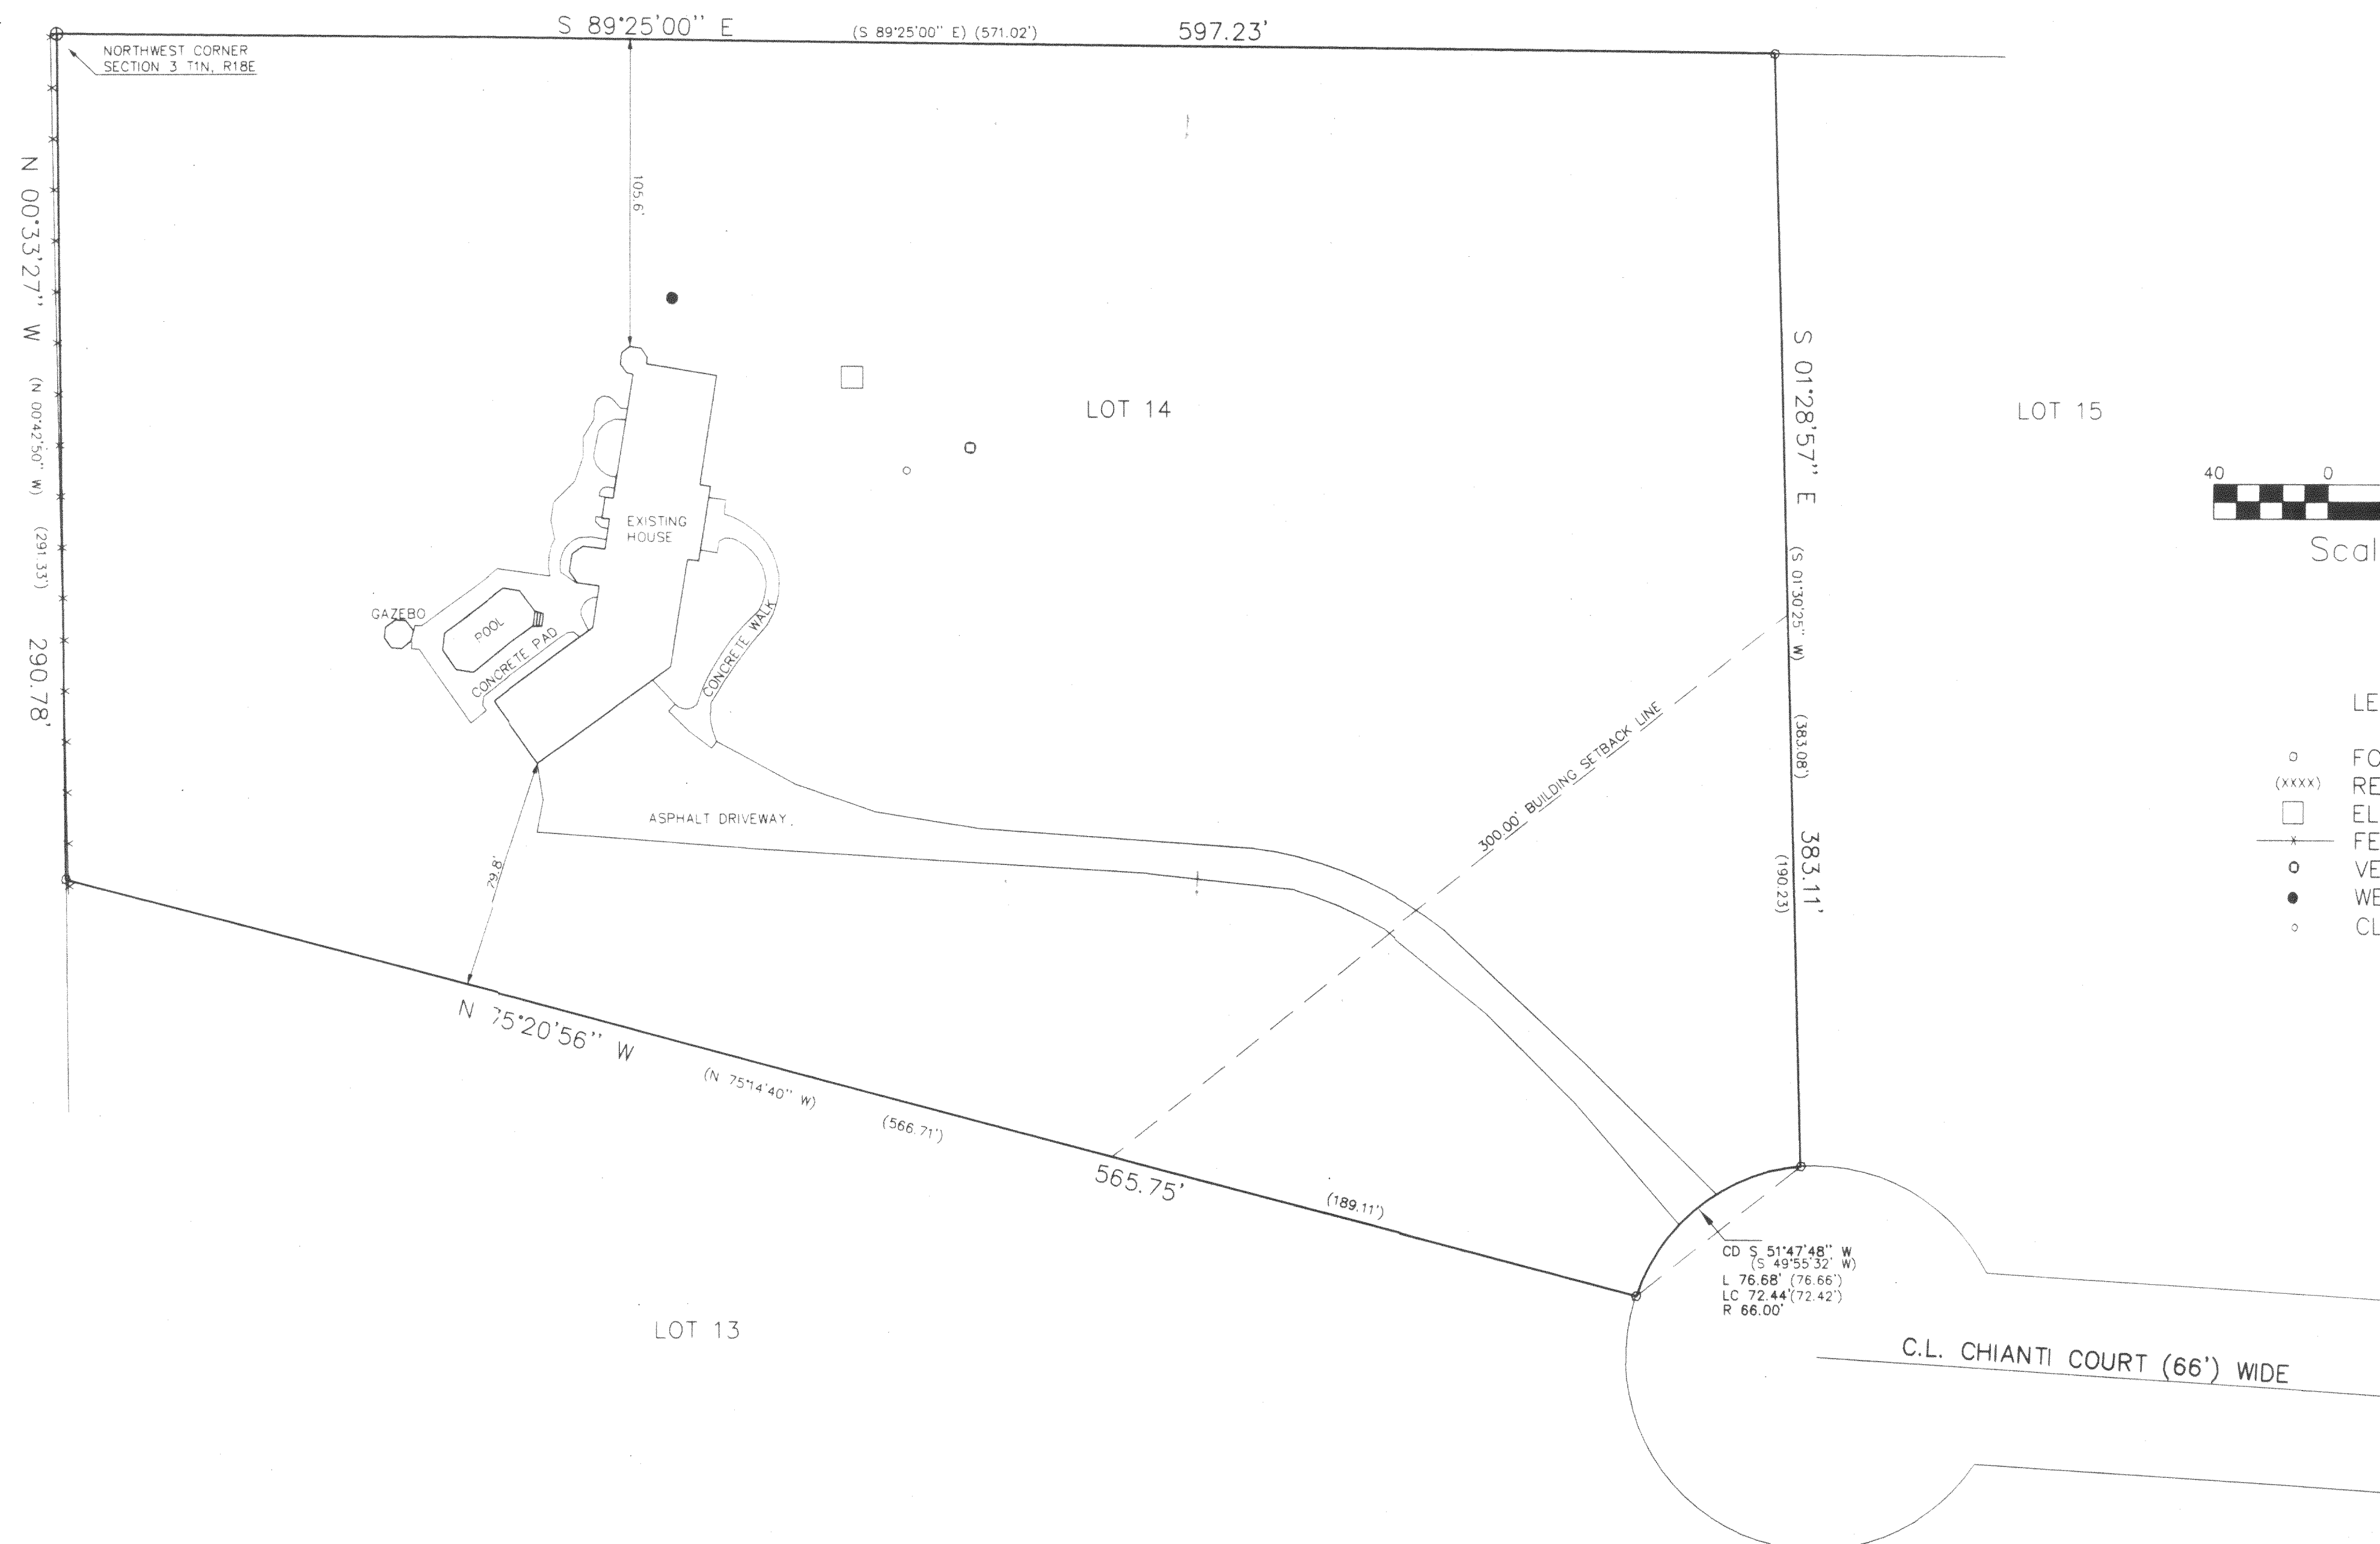 S 89°25'00" E (S 89°25'00" E) (571.02') 597.23'
NORTHWEST CORNER
SECTION 3 T1N, R18E
N 00°33'27" W (N 00°42'50" W) (291.33') 290.78'
105.6'
LOT 14
S 01°28'57" E (S 01°30'25" W) (383.08') 383.11'
(190.23)
LOT 15
40 0
Scal
EXISTING
HOUSE
GAZEBO
POOL
CONCRETE PAD
CONCRETE WALK
300.00' BUILDING SETBACK LINE
ASPHALT DRIVEWAY.
79.8'
LE
FO
(XXXX) RE
EL
FE
VE
WE
CL
N 75°20'56" W (N 75°14'40" W) (566.71') 565.75' (189.11')
CD S 51°47'48" W
(S 49°55'32' W)
L 76.68' (76.66')
LC 72.44'(72.42')
R 66.00'
LOT 13
C.L. CHIANTI COURT (66') WIDE